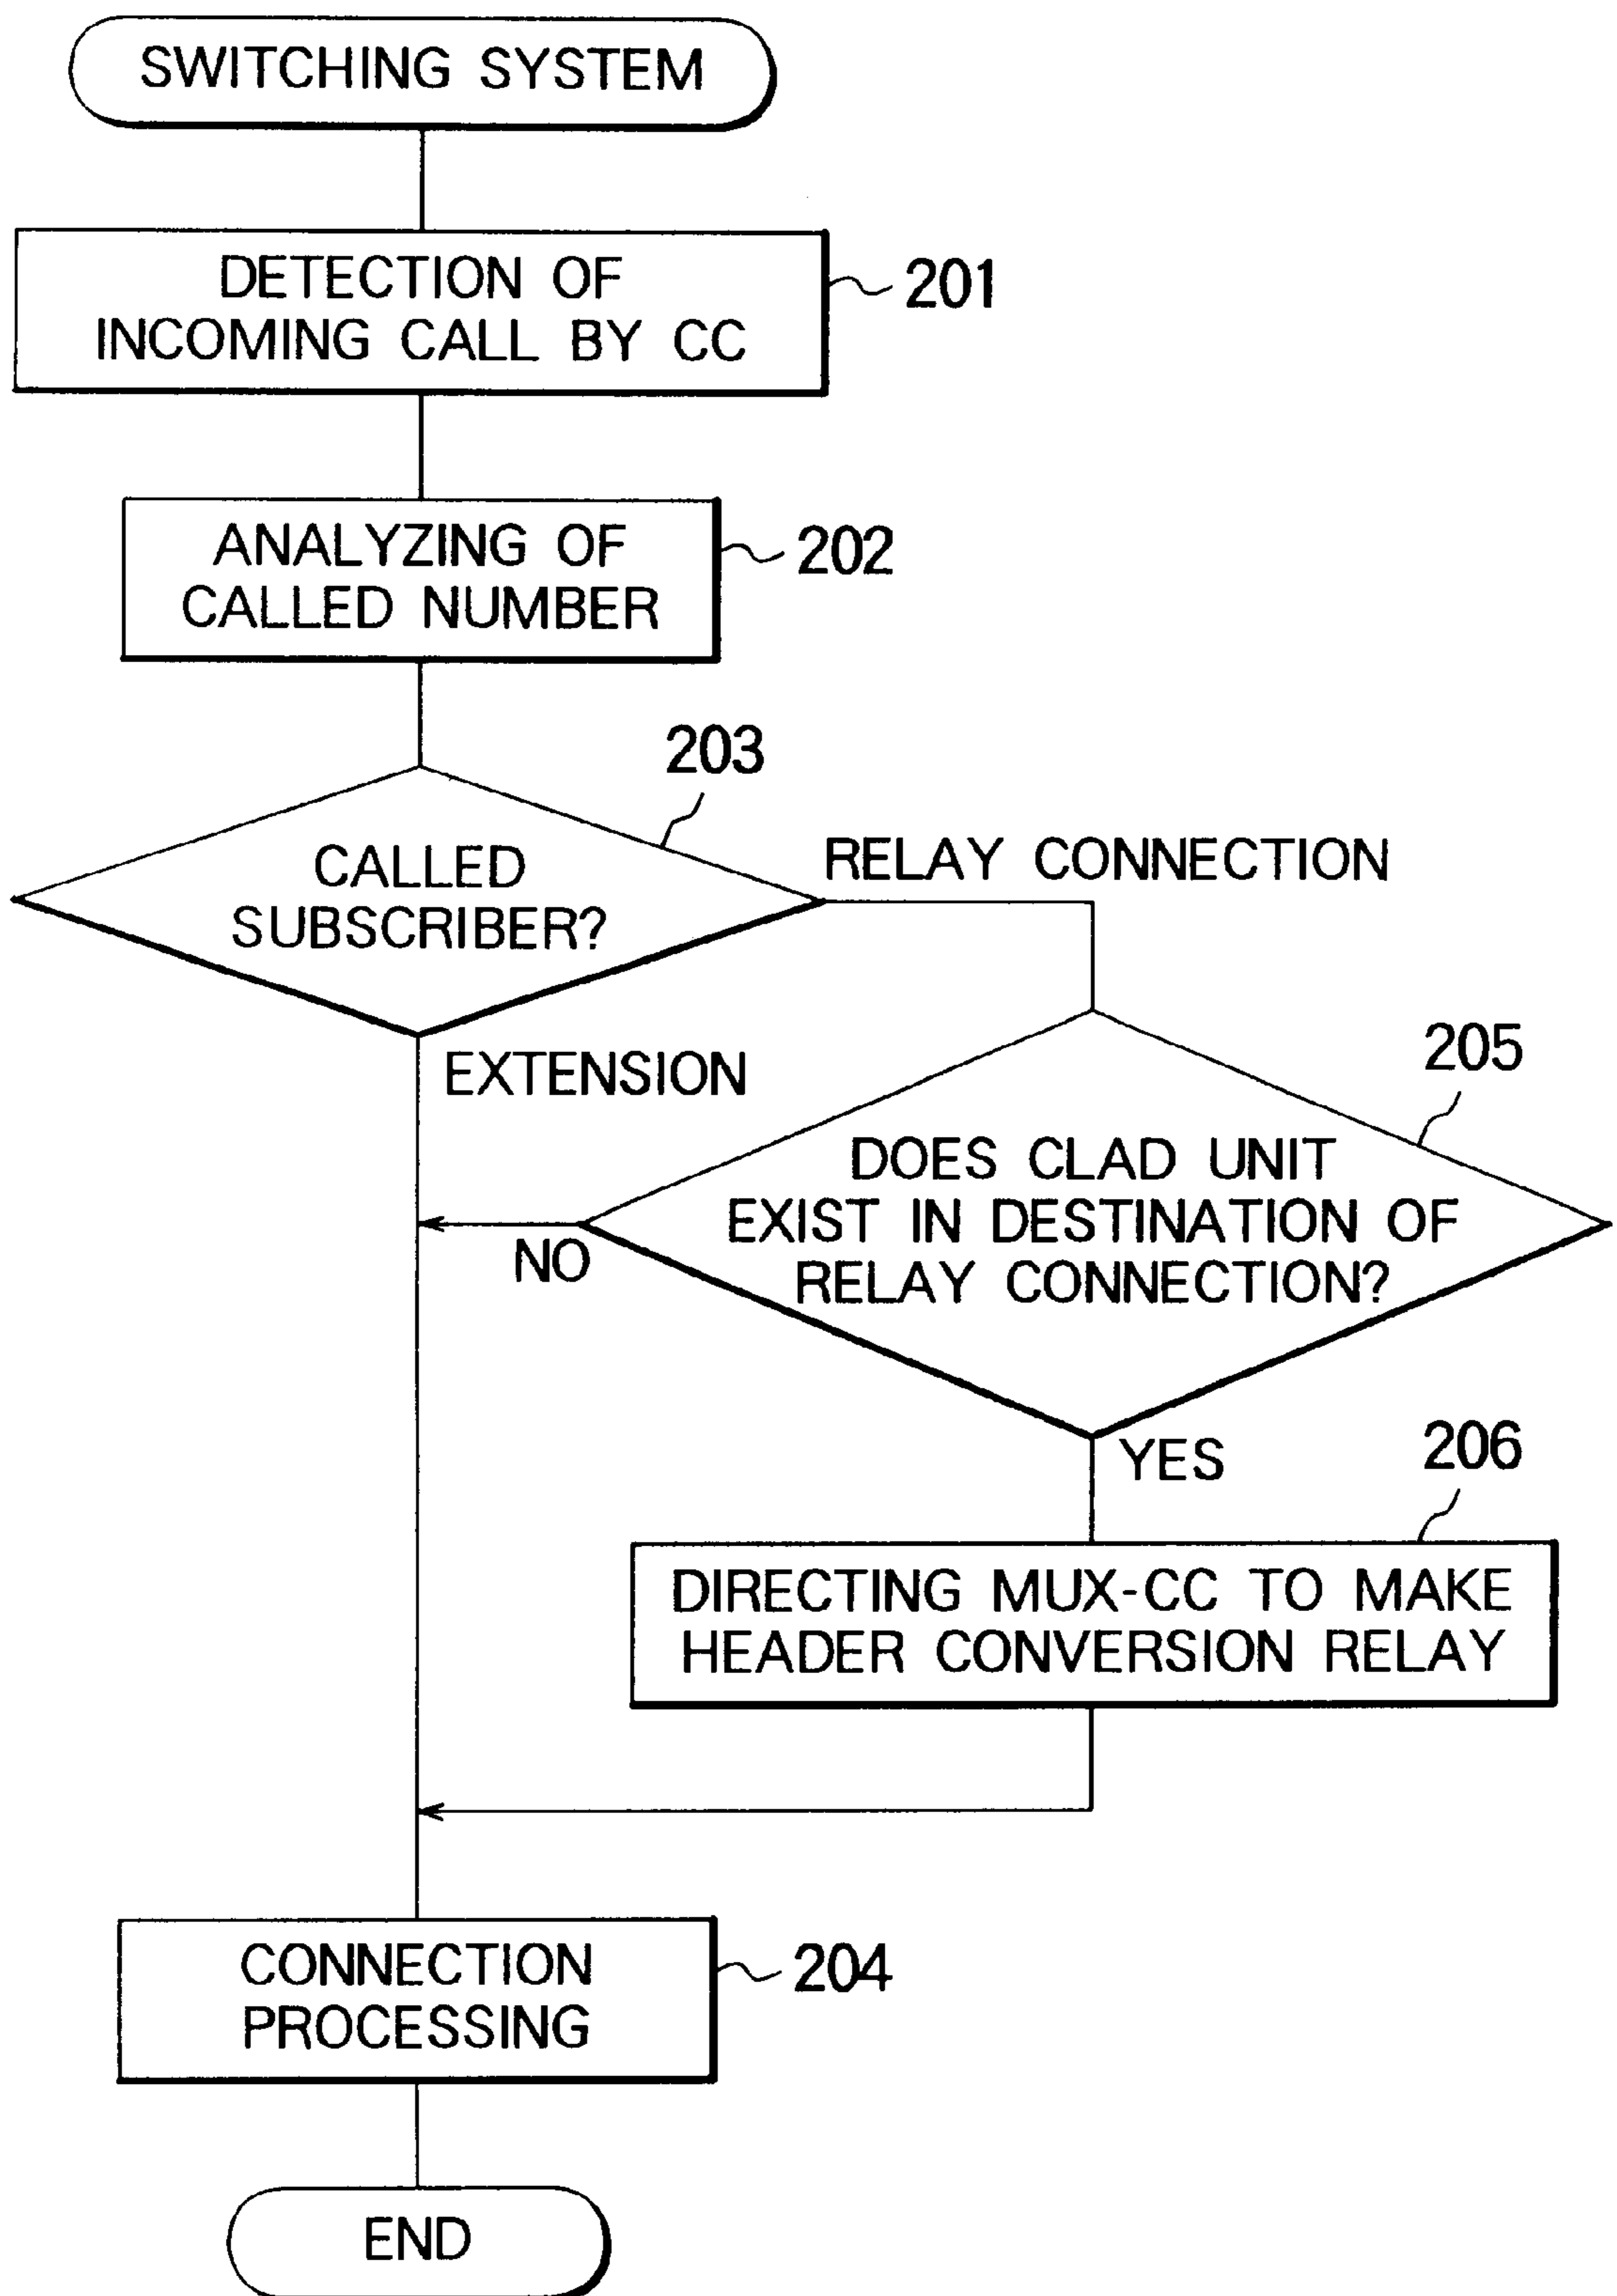 SWITCHING SYSTEM
DETECTION OF
INCOMING CALL BY CC
201
ANALYZING OF
CALLED NUMBER
202
203
CALLED
SUBSCRIBER?
RELAY CONNECTION
EXTENSION
205
DOES CLAD UNIT
EXIST IN DESTINATION OF
RELAY CONNECTION?
NO
YES
206
DIRECTING MUX-CC TO MAKE
HEADER CONVERSION RELAY
CONNECTION
PROCESSING
204
END